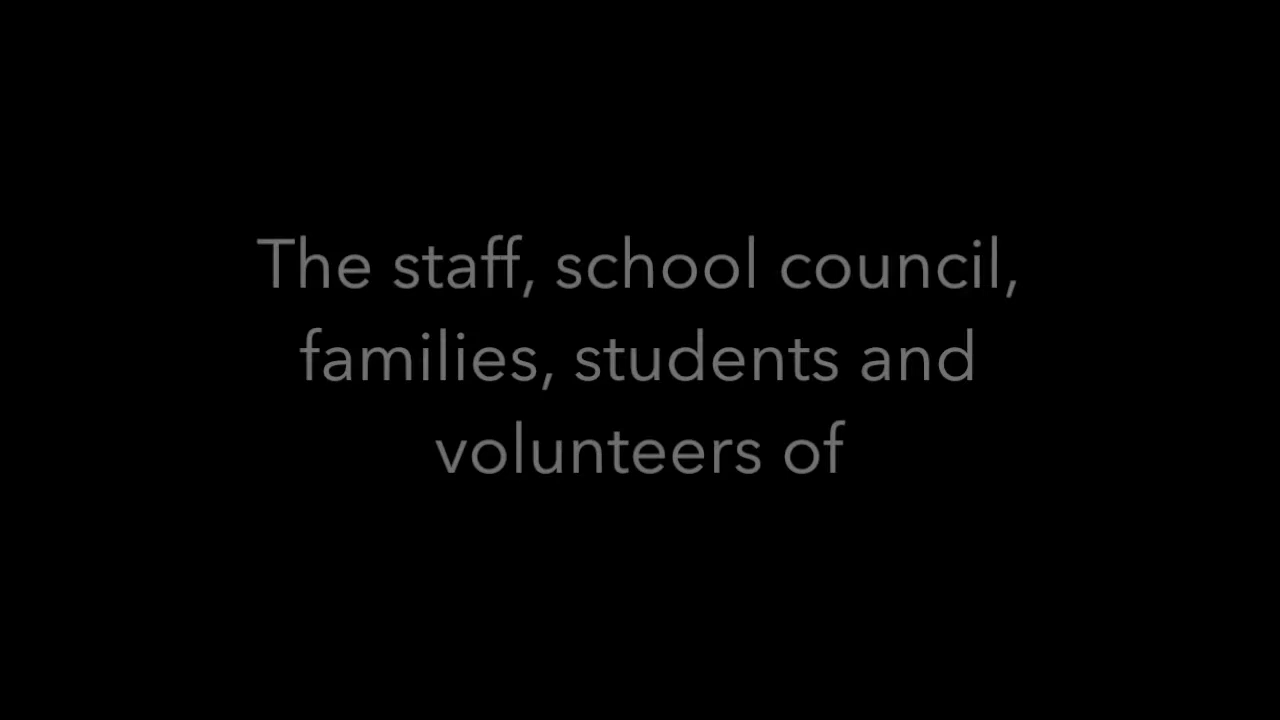 The staff, school council,
families, students and
volunteers of